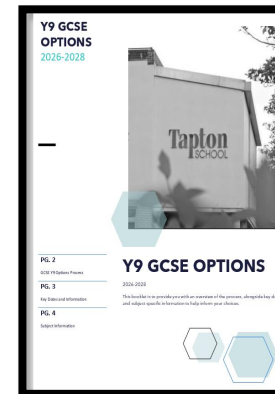 Y9 GCSE
OPTIONS
2026-2028
Tapton
SCHOOL
PG. 2
GCSE Y9 Options Process
PG. 3
Key Dates and Information
PG. 4
Subject Information
Y9 GCSE OPTIONS
2026-2028
This booklet is to provide you with an overview of the process, alongside key
and subject specific information to help inform your choices.